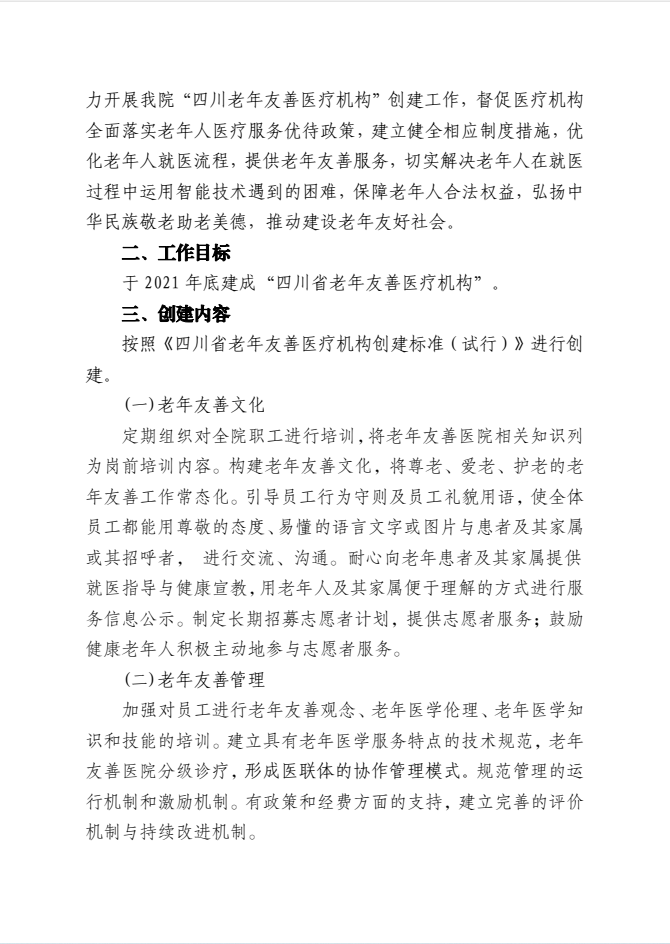 力开展我院“四川老年友善医疗机构”创建工作，督促医疗机构
全面落实老年人医疗服务优待政策，建立健全相应制度措施，优
化老年人就医流程，提供老年友善服务，切实解决老年人在就医
过程中运用智能技术遇到的困难，保障老年人合法权益，弘扬中
华民族敬老助老美德，推动建设老年友好社会。
二、工作目标
于 2021 年底建成“四川省老年友善医疗机构”。
三、创建内容
按照《四川省老年友善医疗机构创建标准（试行）》进行创
建。
(一)老年友善文化
定期组织对全院职工进行培训,将老年友善医院相关知识列
为岗前培训内容。构建老年友善文化，将尊老、爱老、护老的老
年友善工作常态化。引导员工行为守则及员工礼貌用语，使全体
员工都能用尊敬的态度、易懂的语言文字或图片与患者及其家属
或其招呼者， 进行交流、沟通。耐心向老年患者及其家属提供
就医指导与健康宣教,用老年人及其家属便于理解的方式进行服
务信息公示。制定长期招募志愿者计划，提供志愿者服务；鼓励
健康老年人积极主动地参与志愿者服务。
(二)老年友善管理
加强对员工进行老年友善观念、老年医学伦理、老年医学知
识和技能的培训。建立具有老年医学服务特点的技术规范，老年
友善医院分级诊疗，形成医联体的协作管理模式。规范管理的运
行机制和激励机制。有政策和经费方面的支持，建立完善的评价
机制与持续改进机制。